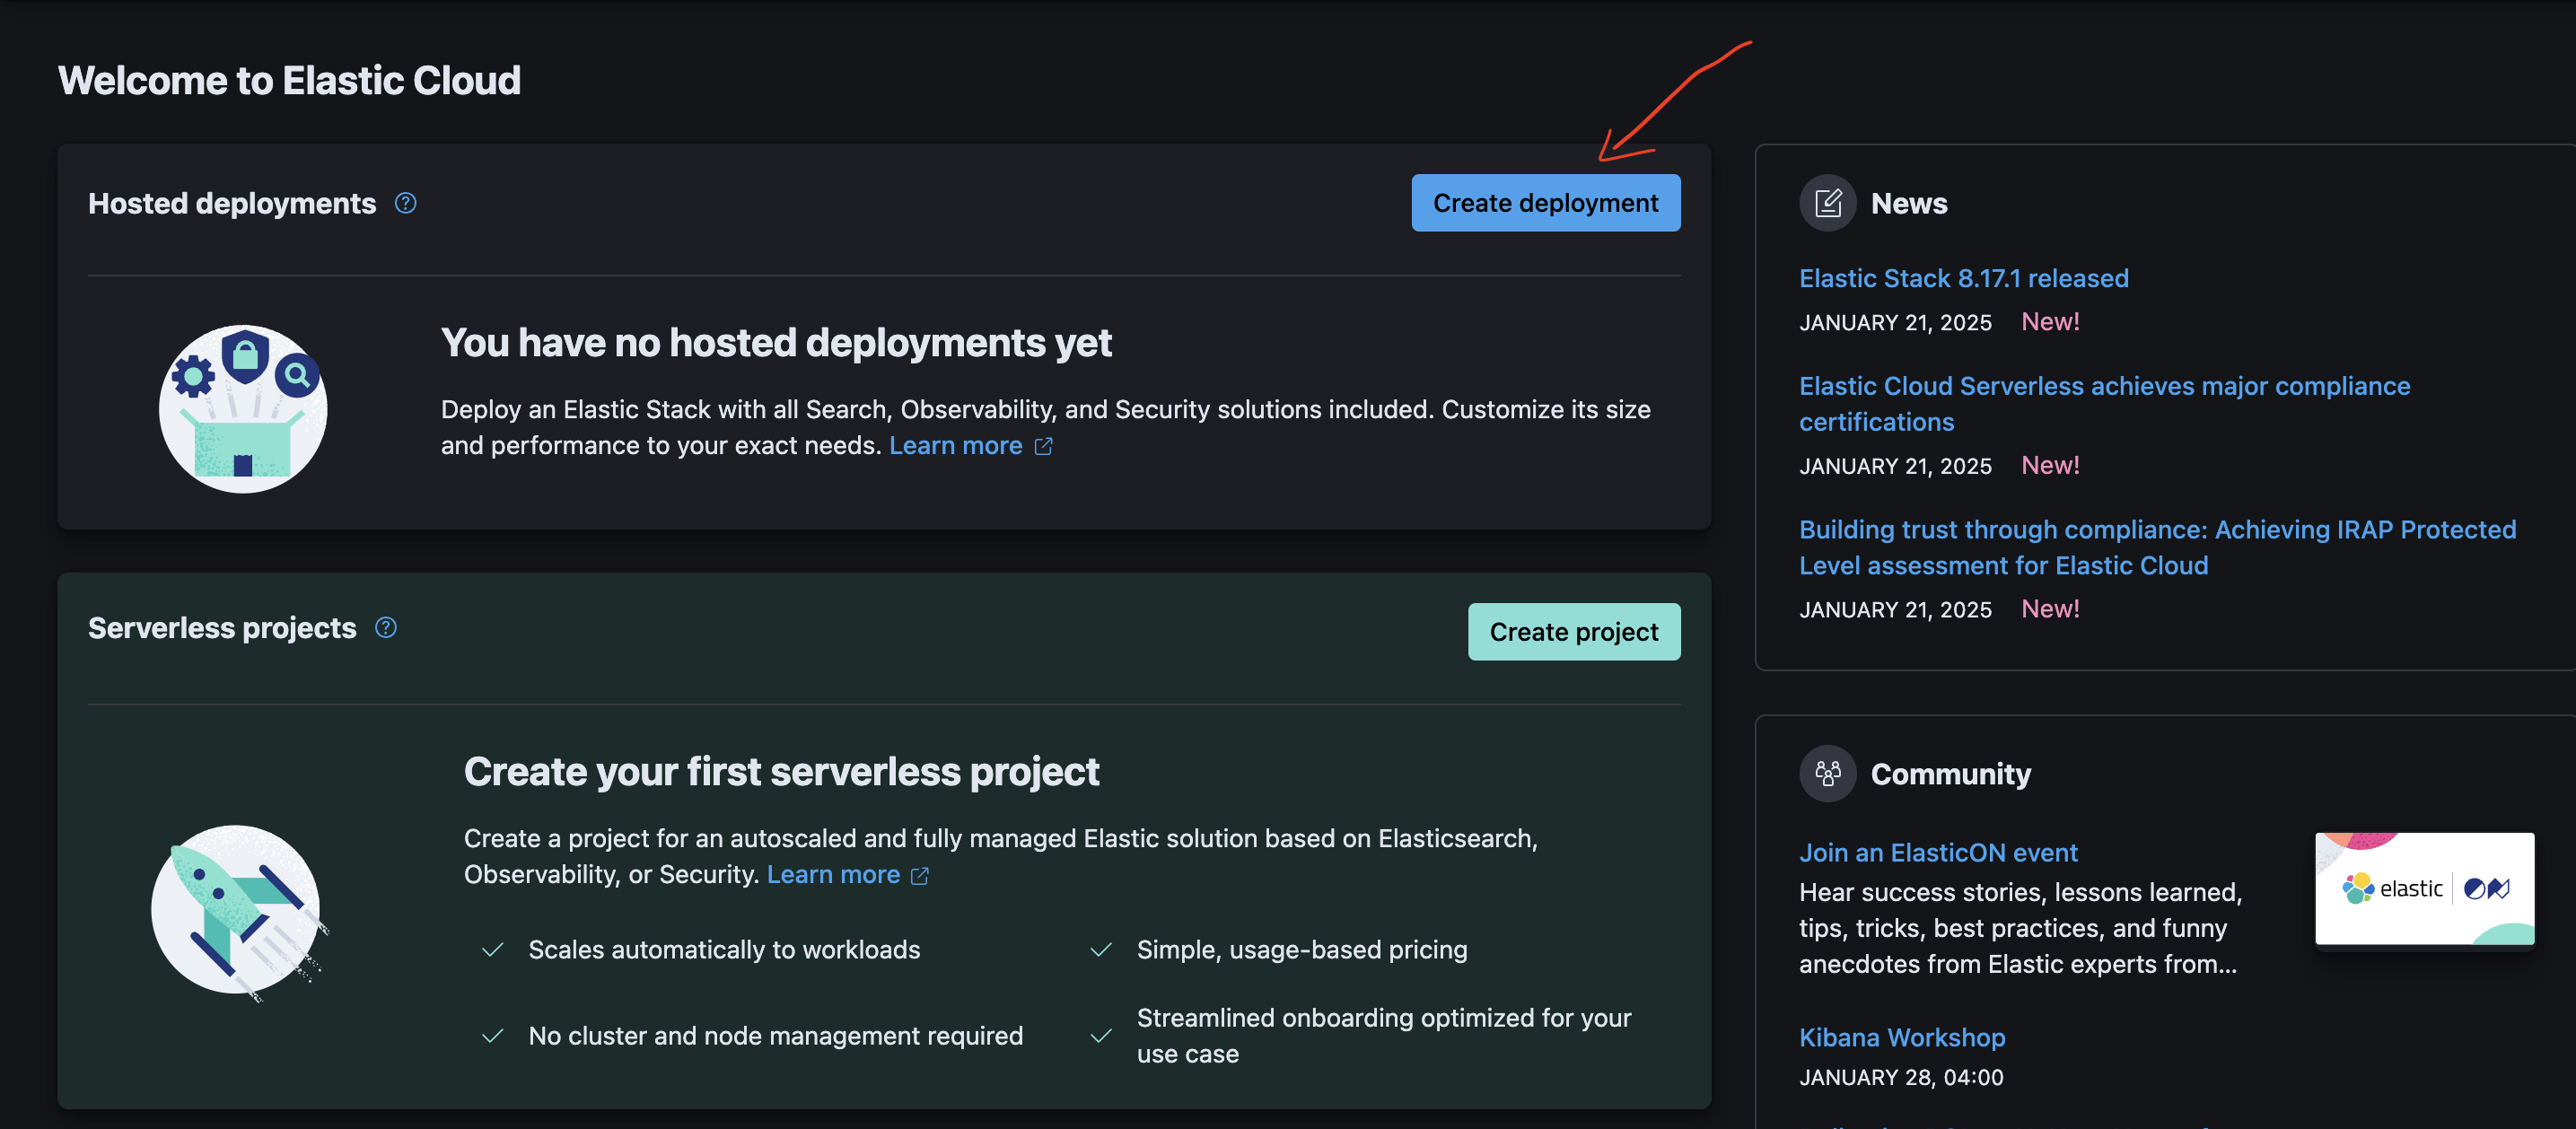 Welcome to Elastic Cloud
Hosted deployments
Create deployment
You have no hosted deployments yet
Deploy an Elastic Stack with all Search, Observability, and Security solutions included. Customize its size
and performance to your exact needs. Learn more
Serverless projects
Create project
Create your first serverless project
Create a project for an autoscaled and fully managed Elastic solution based on Elasticsearch,
Observability, or Security. Learn more
Scales automatically to workloads
Simple, usage-based pricing
No cluster and node management required
Streamlined onboarding optimized for your
use case
News
Elastic Stack 8.17.1 released
JANUARY 21, 2025 New!
Elastic Cloud Serverless achieves major compliance
certifications
JANUARY 21, 2025 New!
Building trust through compliance: Achieving IRAP Protected
Level assessment for Elastic Cloud
JANUARY 21, 2025 New!
Community
Join an ElasticON event
Hear success stories, lessons learned,
tips, tricks, best practices, and funny
anecdotes from Elastic experts from...
elastic ON
Kibana Workshop
JANUARY 28, 04:00